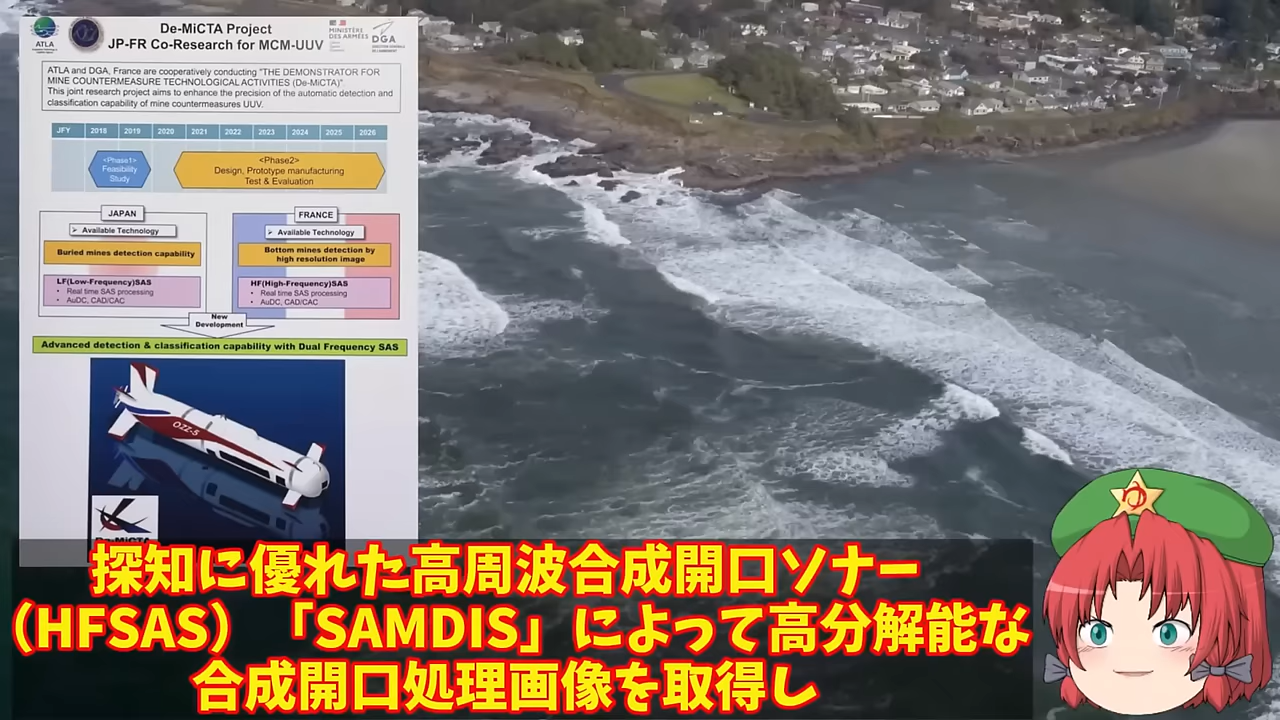 De-MiCTA Project
JP-FR Co-Research for MCM-UUV
ATLA
MINISTÈRE
DES ARMÉES
DGA
ATLA and DGA, France are cooperatively conducting "THE DEMONSTRATOR FOR
MINE COUNTERMEASURE TECHNOLOGICAL ACTIVITIES (De-MiCTA)"
This joint research project aims to enhance the precision of the automatic detection and
classification capability of mine countermeasures UUV.
JFY 2018 2019 2020 2021 2022 2023 2024 2025 2026
<Phase1>
Feasibility
Study
<Phase2>
Design, Prototype manufacturing
Test & Evaluation
JAPAN
➢ Available Technology
Buried mines detection capability
LF(Low-Frequency)SAS
• Real time SAS processing
• AuDC, CAD/CAC
FRANCE
➢ Available Technology
Bottom mines detection by
high resolution image
HF(High-Frequency)SAS
• Real time SAS processing
• AuDC, CAD/CAC
New
Development
Advanced detection & classification capability with Dual Frequency SAS
OZZ-5
De-MiCTA
探知に優れた高周波合成開口ソナー
（HFSAS）「SAMDIS」によって高分解能な
合成開口処理画像を取得し